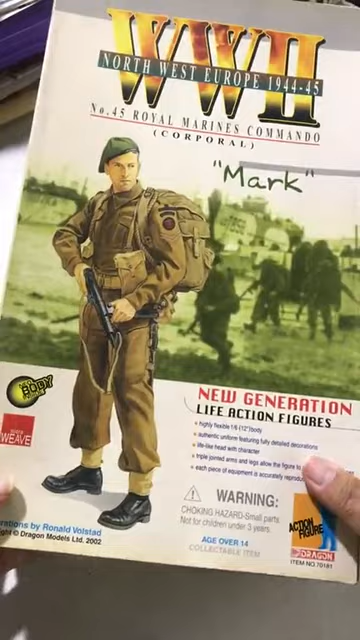 WWII
NORTH WEST EUROPE 1944-45
No.45 ROYAL MARINES COMMANDO
(CORPORAL)
"Mark"
BODY
WEAVE
NEW GENERATION
LIFE ACTION FIGURES
• highly flexible 1/6 (12") body
• authentic uniform featuring fully detailed decorations
• life-like head with character
• triple jointed arms and legs allow the figure to
• each piece of equipment is accurately reprodu
WARNING:
CHOKING HAZARD-Small parts
Not for children under 3 years.
AGE OVER 14
COLLECTABLE ITEM
ACTION
FIGURE
DRAGON
ITEM NO.70181
rations by Ronald Volstad
ght © Dragon Models Ltd. 2002